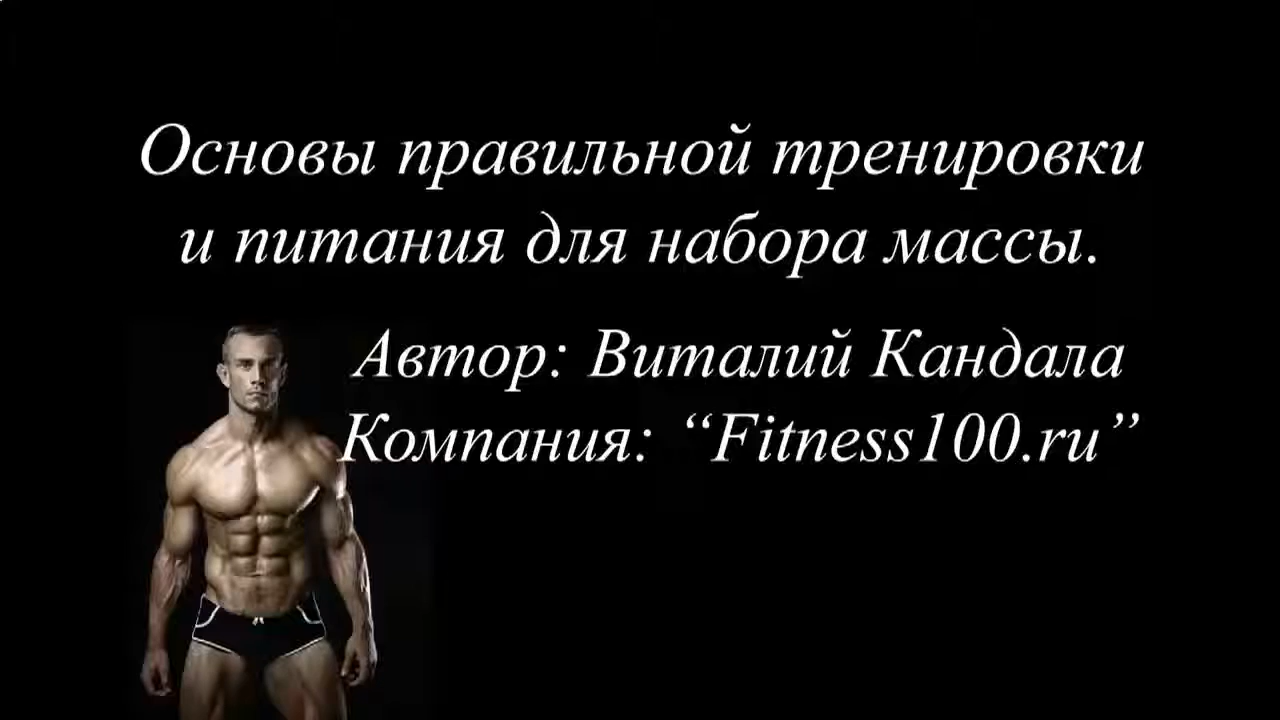 Основы правильной тренировки
и питания для набора массы.
Автор: Виталий Кандала
Компания: “Fitness100.ru”